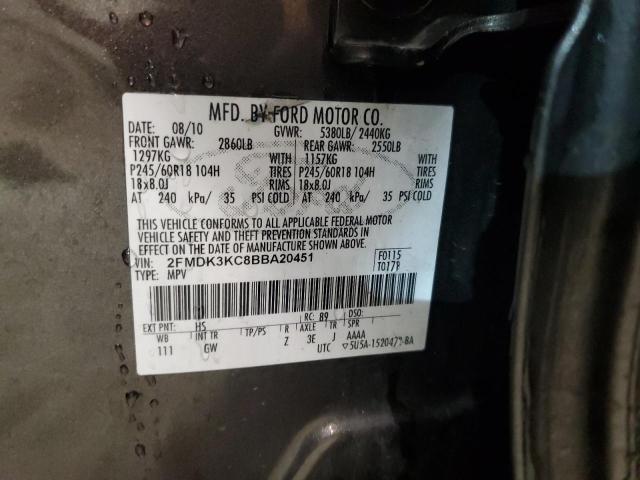 MFD. BY FORD MOTOR CO.
DATE: 08/10 GVWR: 5380LB/ 2440KG
FRONT GAWR: 2860LB REAR GAWR: 2550LB
1297KG WITH 1157KG WITH
P245/60R18 104H TIRES P245/60R18 104H TIRES
18x8.0J RIMS 18x8.0J RIMS
AT 240 kPa/ 35 PSI COLD AT 240 kPa/ 35 PSI COLD
THIS VEHICLE CONFORMS TO ALL APPLICABLE FEDERAL MOTOR
VEHICLE SAFETY AND THEFT PREVENTION STANDARDS IN
EFFECT ON THE DATE OF MANUFACTURE SHOWN ABOVE.
VIN: 2FMDK3KC8BBA20451 F0115
TYPE: MPV T0179
RC: 89 DSO:
EXT PNT: HS
WB INT TR TP/PS R AXLE TR SPR
111 GW Z 3E J AAAA
UTC ▽5U5A-1520472-BA